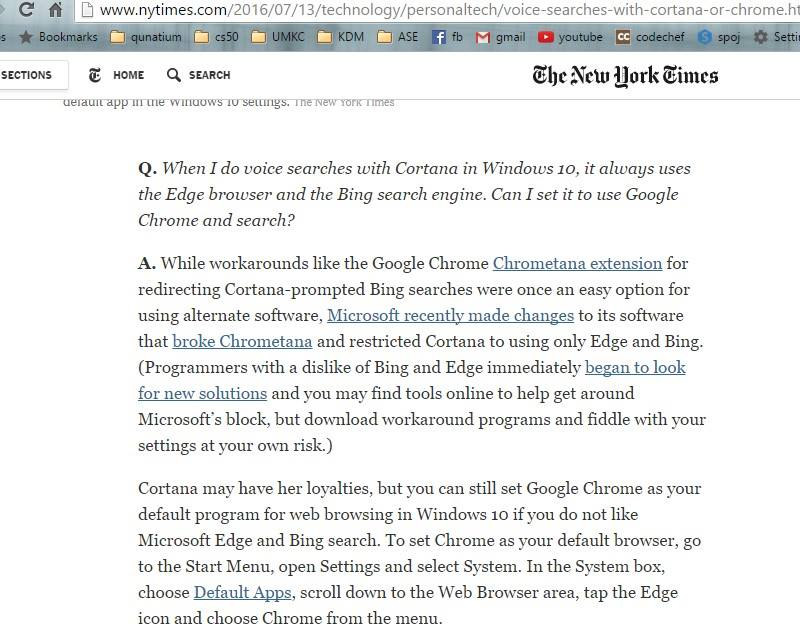 www.nytimes.com/2016/07/13/technology/personaltech/voice-searches-with-cortana-or-chrome.ht
Bookmarks qunatium cs50 UMKC KDM ASE fb gmail youtube CC codechef spoj Setti
SECTIONS HOME SEARCH The New York Times
default app in the Windows 10 settings. The New York Times
Q. When I do voice searches with Cortana in Windows 10, it always uses
the Edge browser and the Bing search engine. Can I set it to use Google
Chrome and search?
A. While workarounds like the Google Chrome Chrometana extension for
redirecting Cortana-prompted Bing searches were once an easy option for
using alternate software, Microsoft recently made changes to its software
that broke Chrometana and restricted Cortana to using only Edge and Bing.
(Programmers with a dislike of Bing and Edge immediately began to look
for new solutions and you may find tools online to help get around
Microsoft's block, but download workaround programs and fiddle with your
settings at your own risk.)
Cortana may have her loyalties, but you can still set Google Chrome as your
default program for web browsing in Windows 10 if you do not like
Microsoft Edge and Bing search. To set Chrome as your default browser, go
to the Start Menu, open Settings and select System. In the System box,
choose Default Apps, scroll down to the Web Browser area, tap the Edge
icon and choose Chrome from the menu.